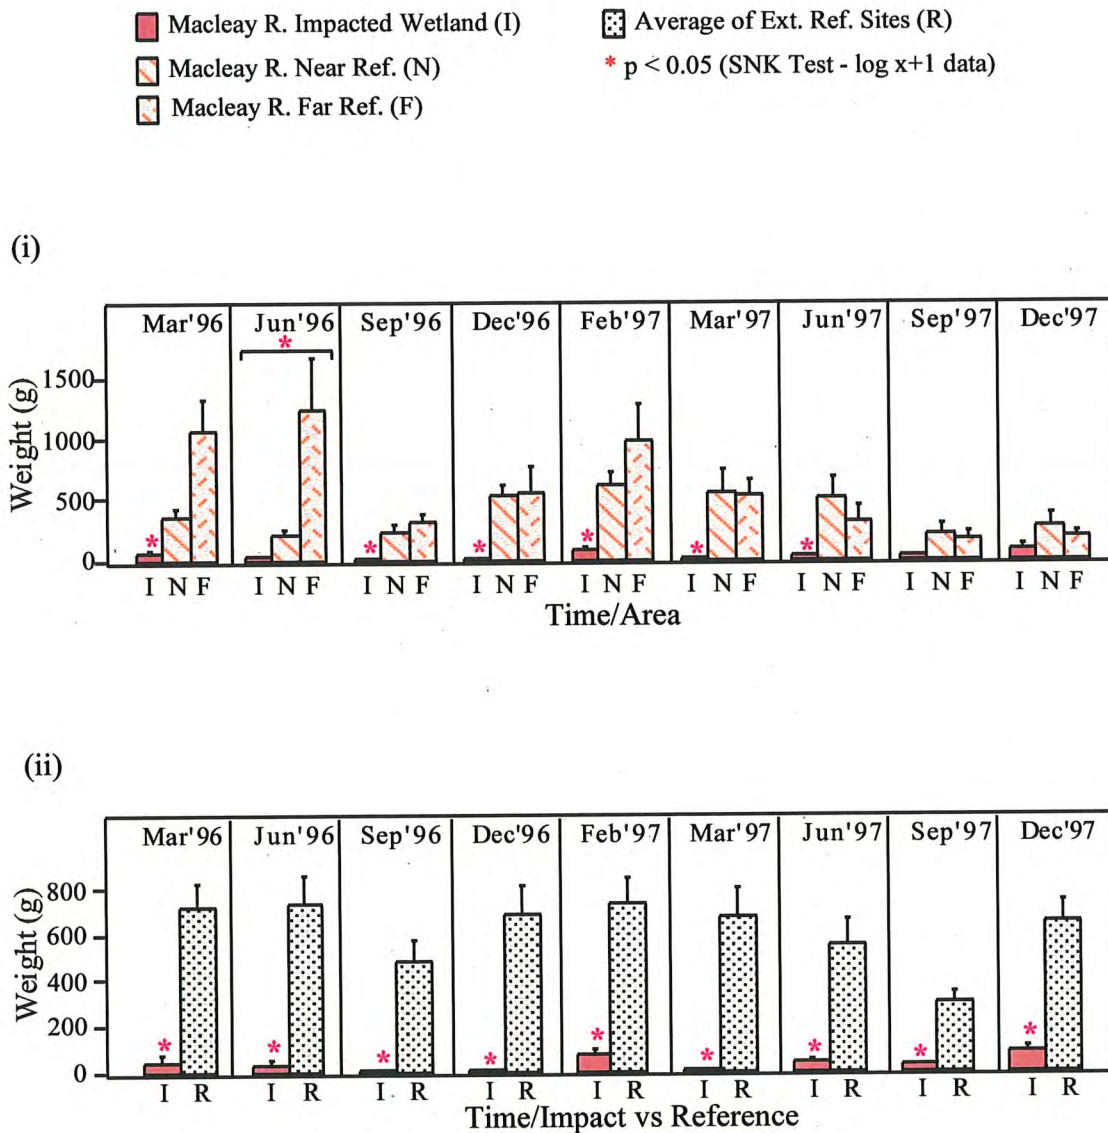 Macleay R. Impacted Wetland (I)
Average of Ext. Ref. Sites (R)
Macleay R. Near Ref. (N)
* p < 0.05 (SNK Test - log x+1 data)
Macleay R. Far Ref. (F)
(i)
Mar'96 Jun'96 Sep'96 Dec'96 Feb'97 Mar'97 Jun'97 Sep'97 Dec'97
*
Weight (g)
1500
1000
500
0
* * * * * *
I N F I N F I N F I N F I N F I N F I N F I N F I N F
Time/Area
(ii)
Mar'96 Jun'96 Sep'96 Dec'96 Feb'97 Mar'97 Jun'97 Sep'97 Dec'97
Weight (g)
800
600
400
200
0
* * * * * * * * *
I R I R I R I R I R I R I R I R I R
Time/Impact vs Reference